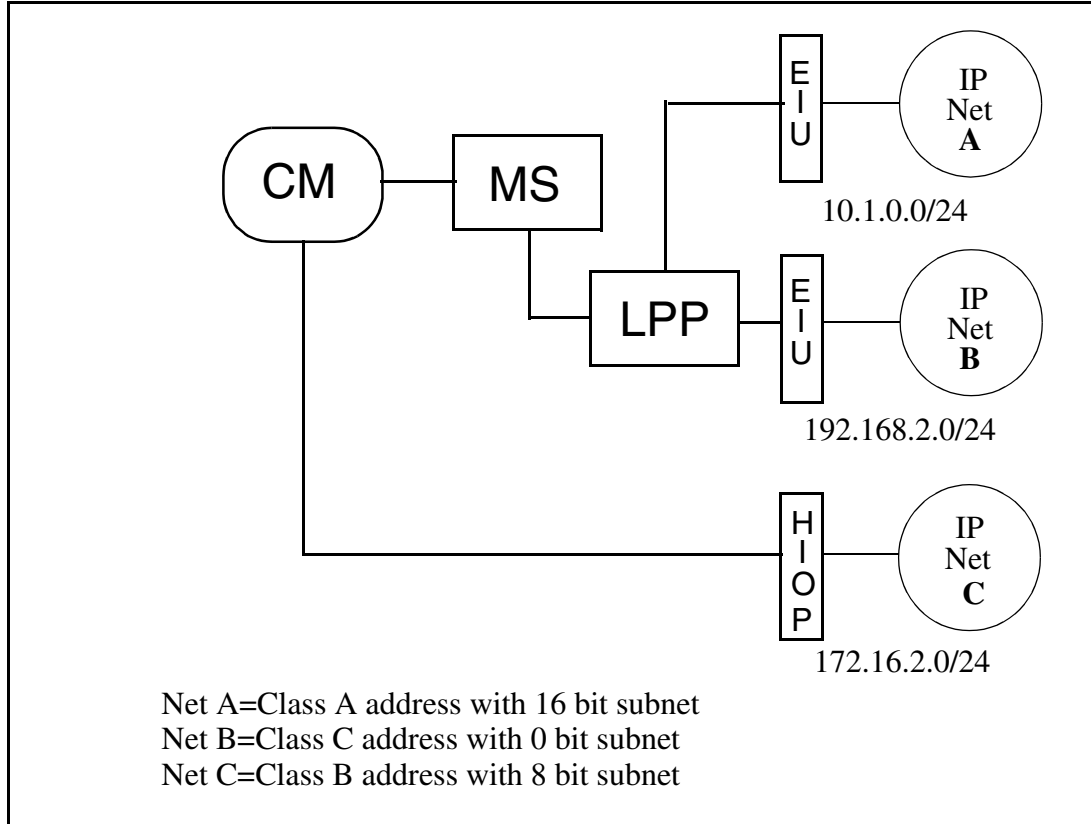 E
I
U
IP
Net
A
10.1.0.0/24
CM
MS
LPP
E
I
U
IP
Net
B
192.168.2.0/24
H
I
O
P
IP
Net
C
172.16.2.0/24
Net A=Class A address with 16 bit subnet
Net B=Class C address with 0 bit subnet
Net C=Class B address with 8 bit subnet